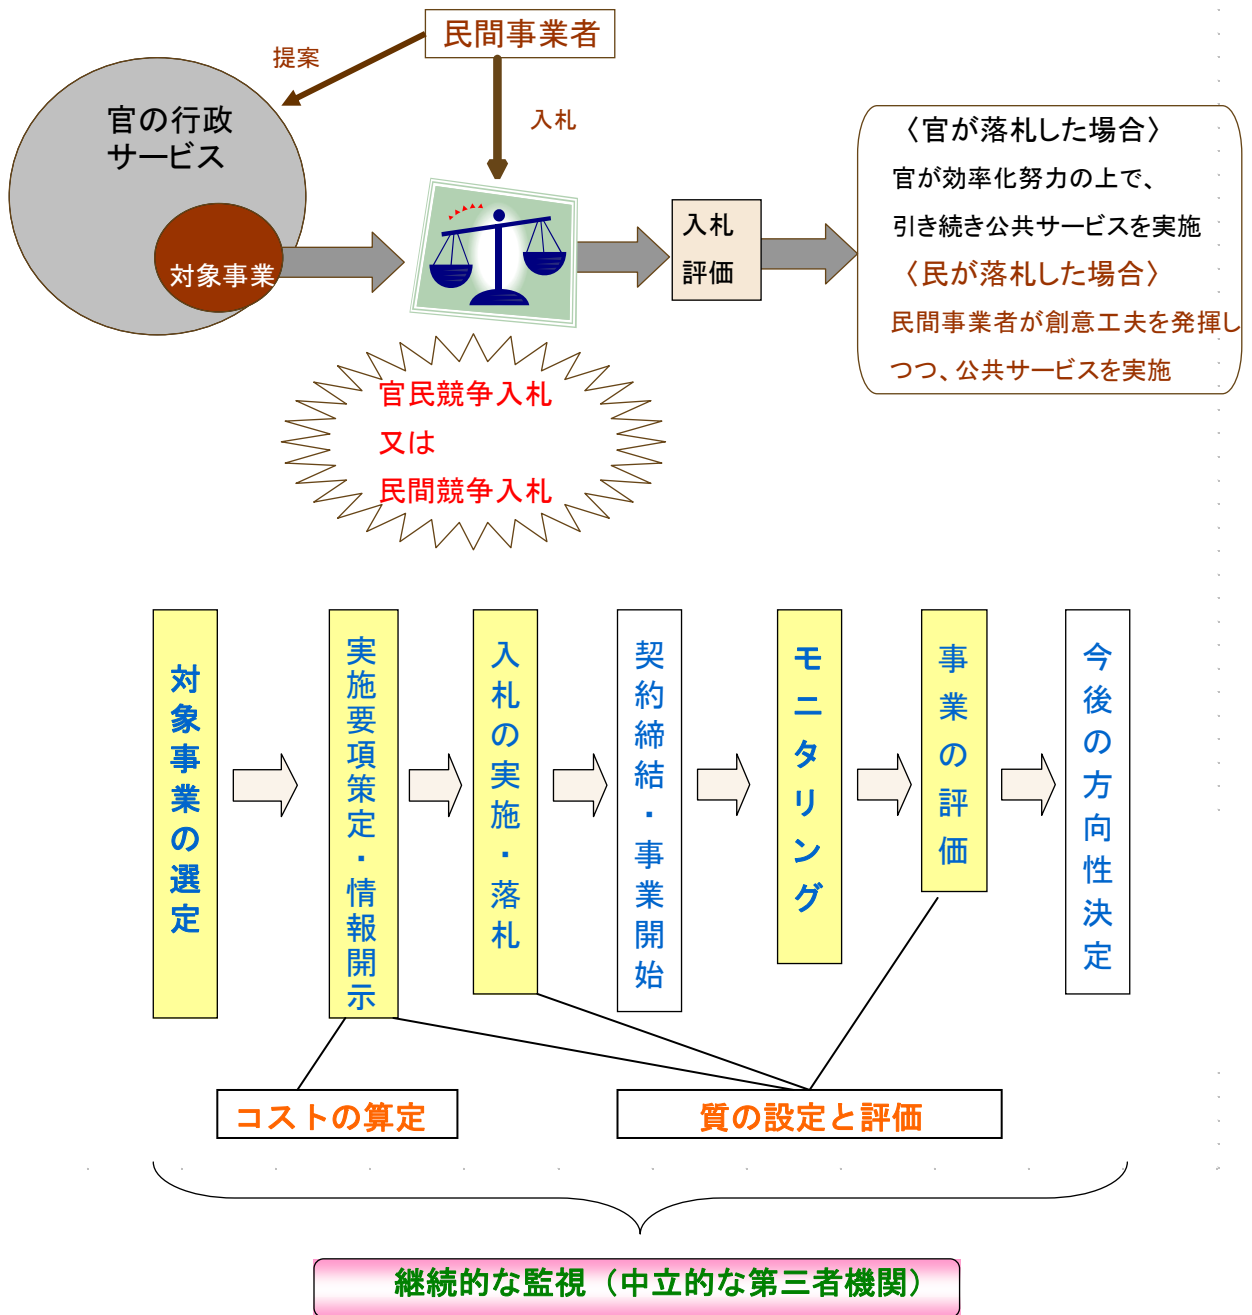 民間事業者
提案
入札
官の行政
サービス
対象事業
入札
評価
〈官が落札した場合〉
官が効率化努力の上で、
引き続き公共サービスを実施
〈民が落札した場合〉
民間事業者が創意工夫を発揮し
つつ、公共サービスを実施
官民競争入札
又は
民間競争入札
対象事業の選定
実施要項策定・情報開示
入札の実施・落札
契約締結・事業開始
モニタリング
事業の評価
今後の方向性決定
コストの算定
質の設定と評価
継続的な監視（中立的な第三者機関）